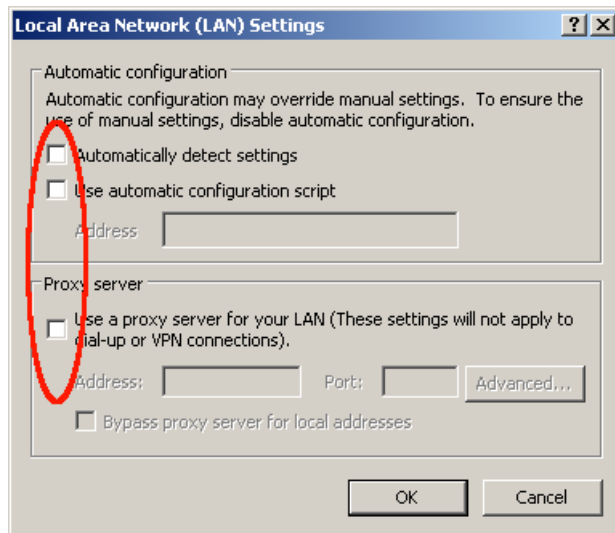 Local Area Network (LAN) Settings
Automatic configuration
Automatic configuration may override manual settings. To ensure the
use of manual settings, disable automatic configuration.
Automatically detect settings
Use automatic configuration script
Address
Proxy server
Use a proxy server for your LAN (These settings will not apply to
dial-up or VPN connections).
Address: Port: Advanced...
Bypass proxy server for local addresses
OK Cancel